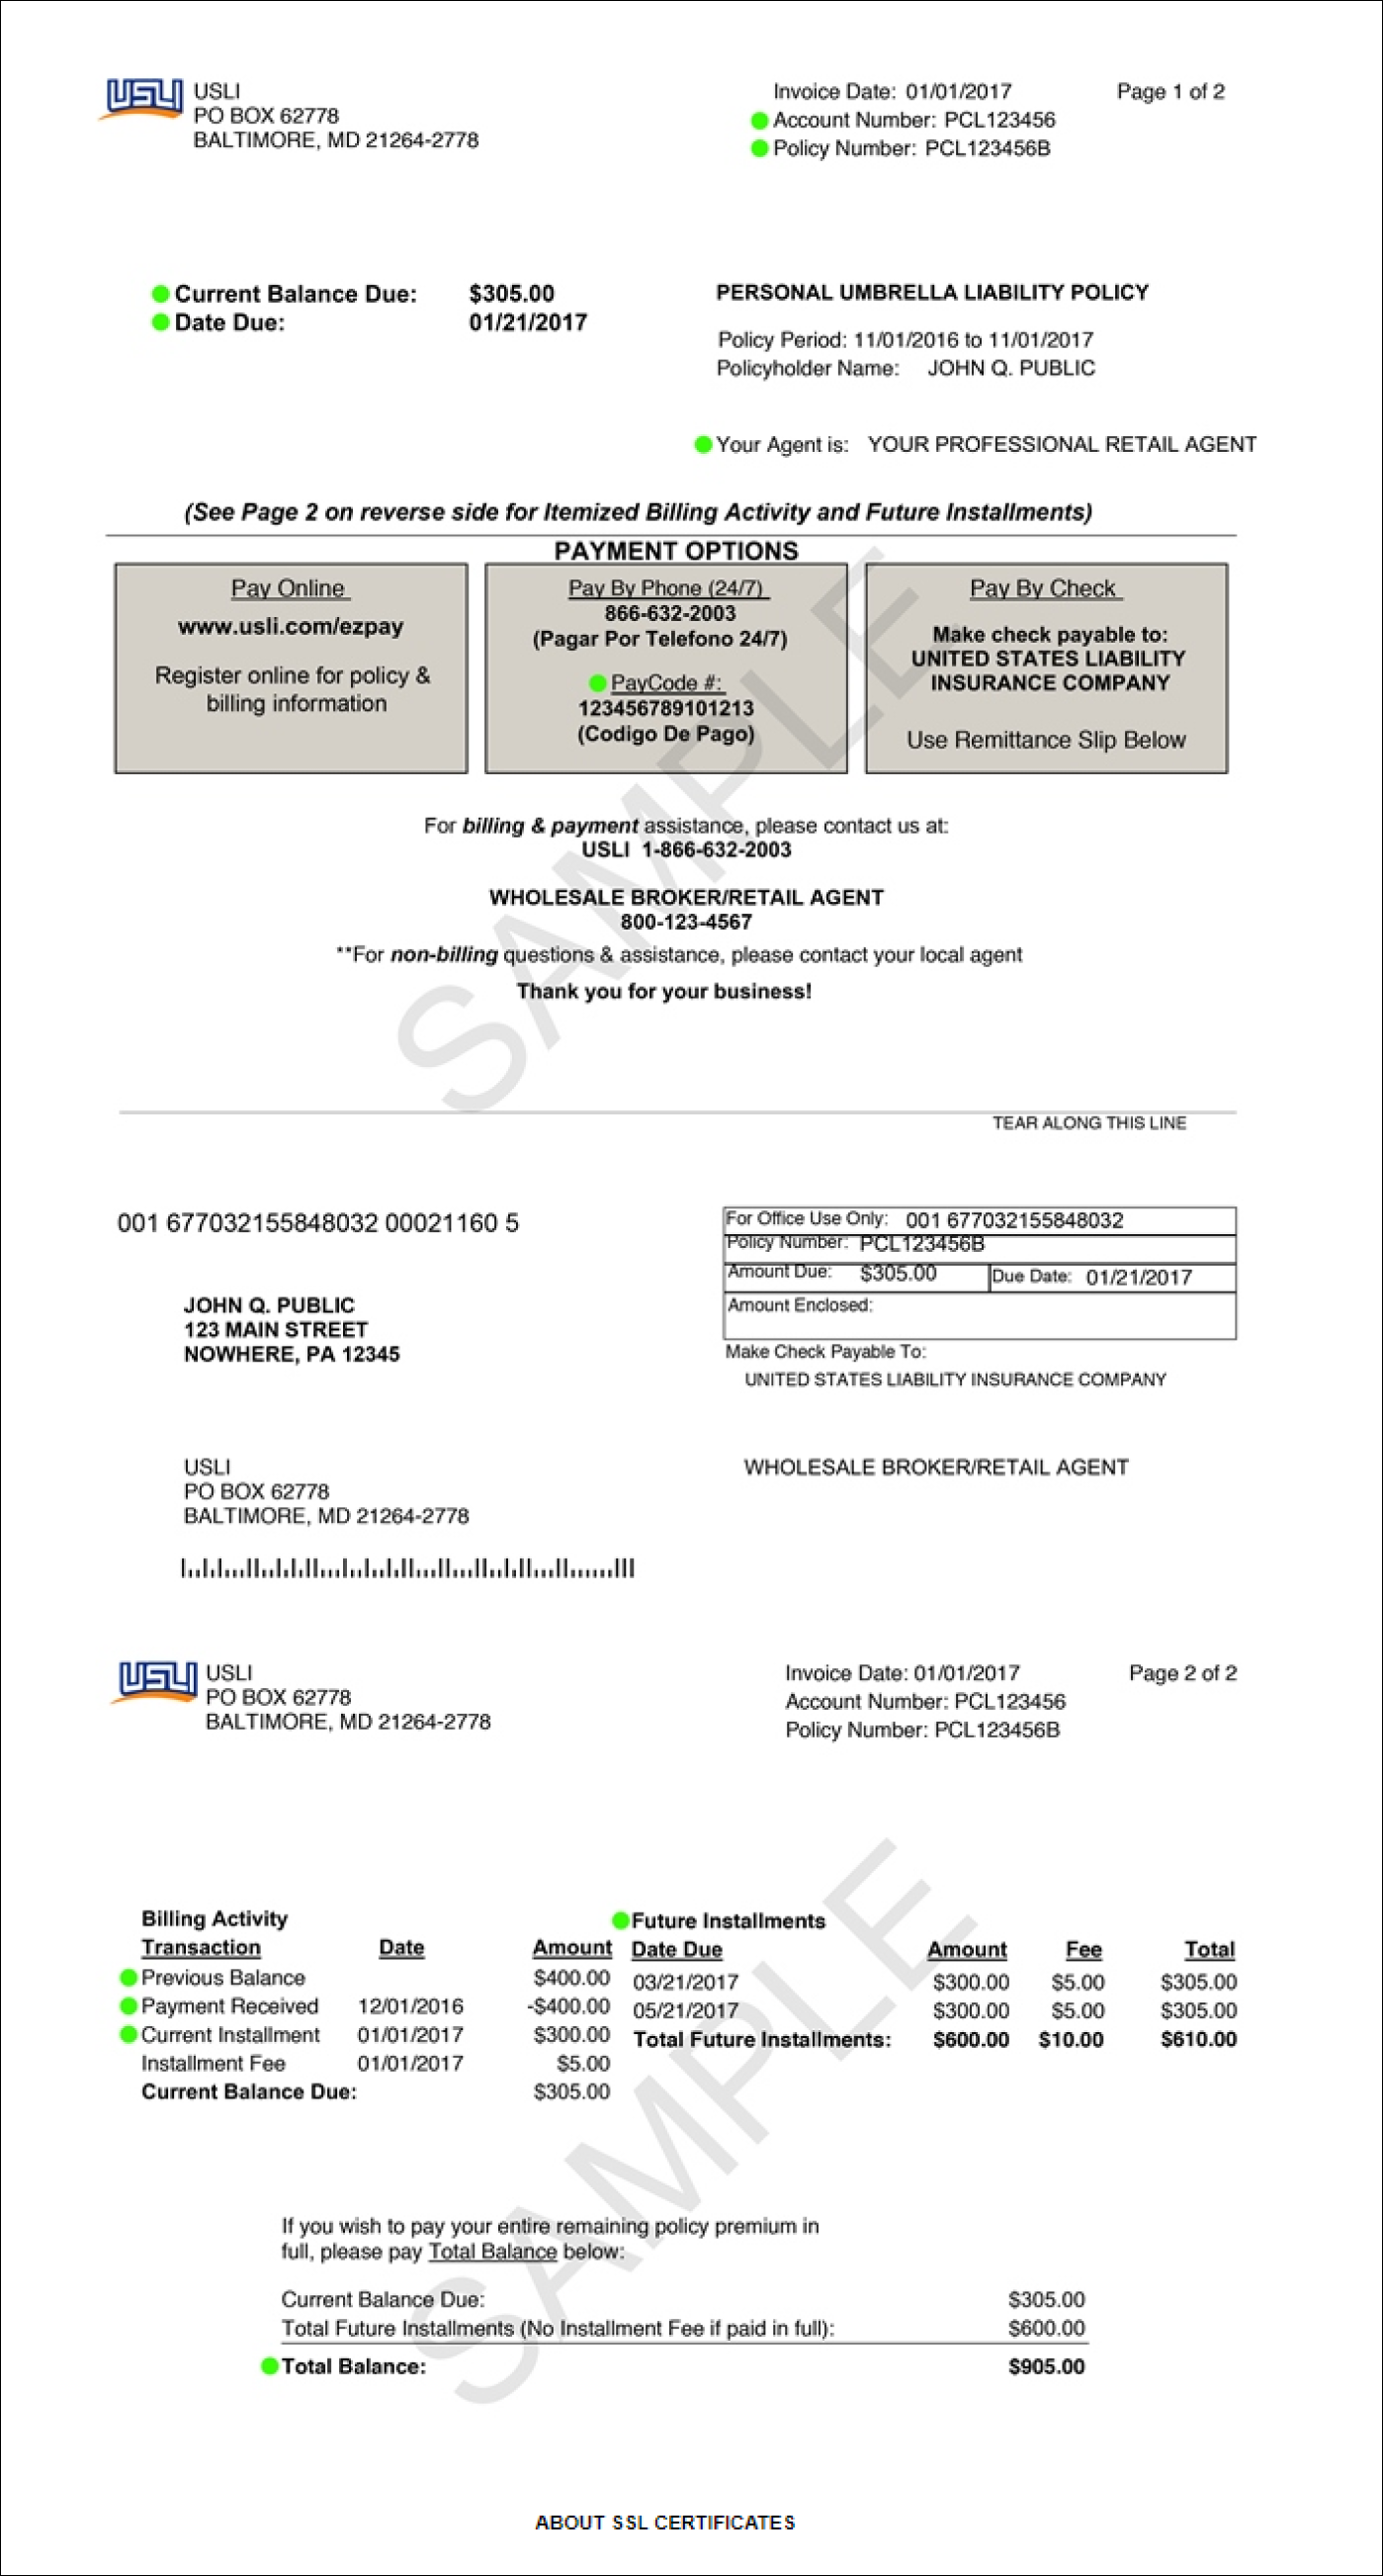 USLI USLI
PO BOX 62778
BALTIMORE, MD 21264-2778
Invoice Date: 01/01/2017 Page 1 of 2
Account Number: PCL123456
Policy Number: PCL123456B
Current Balance Due: $305.00
Date Due: 01/21/2017
PERSONAL UMBRELLA LIABILITY POLICY
Policy Period: 11/01/2016 to 11/01/2017
Policyholder Name: JOHN Q. PUBLIC
Your Agent is: YOUR PROFESSIONAL RETAIL AGENT
(See Page 2 on reverse side for Itemized Billing Activity and Future Installments)
PAYMENT OPTIONS
Pay Online
www.usli.com/ezpay
Register online for policy &
billing information
Pay By Phone (24/7)
866-632-2003
(Pagar Por Telefono 24/7)
PayCode #:
123456789101213
(Codigo De Pago)
Pay By Check
Make check payable to:
UNITED STATES LIABILITY
INSURANCE COMPANY
Use Remittance Slip Below
SAMPLE
For billing & payment assistance, please contact us at:
USLI 1-866-632-2003
WHOLESALE BROKER/RETAIL AGENT
800-123-4567
**For non-billing questions & assistance, please contact your local agent
Thank you for your business!
TEAR ALONG THIS LINE
001 677032155848032 00021160 5
JOHN Q. PUBLIC
123 MAIN STREET
NOWHERE, PA 12345
For Office Use Only: 001 677032155848032
Policy Number: PCL123456B
Amount Due: $305.00 Due Date: 01/21/2017
Amount Enclosed:
Make Check Payable To:
UNITED STATES LIABILITY INSURANCE COMPANY
USLI
PO BOX 62778
BALTIMORE, MD 21264-2778
WHOLESALE BROKER/RETAIL AGENT
USLI USLI
PO BOX 62778
BALTIMORE, MD 21264-2778
Invoice Date: 01/01/2017 Page 2 of 2
Account Number: PCL123456
Policy Number: PCL123456B
SAMPLE
Billing Activity
Transaction Date Amount
Previous Balance $400.00
Payment Received 12/01/2016 -$400.00
Current Installment 01/01/2017 $300.00
Installment Fee 01/01/2017 $5.00
Current Balance Due: $305.00
Future Installments
Date Due Amount Fee Total
03/21/2017 $300.00 $5.00 $305.00
05/21/2017 $300.00 $5.00 $305.00
Total Future Installments: $600.00 $10.00 $610.00
If you wish to pay your entire remaining policy premium in
full, please pay Total Balance below:
Current Balance Due: $305.00
Total Future Installments (No Installment Fee if paid in full): $600.00
Total Balance: $905.00
ABOUT SSL CERTIFICATES